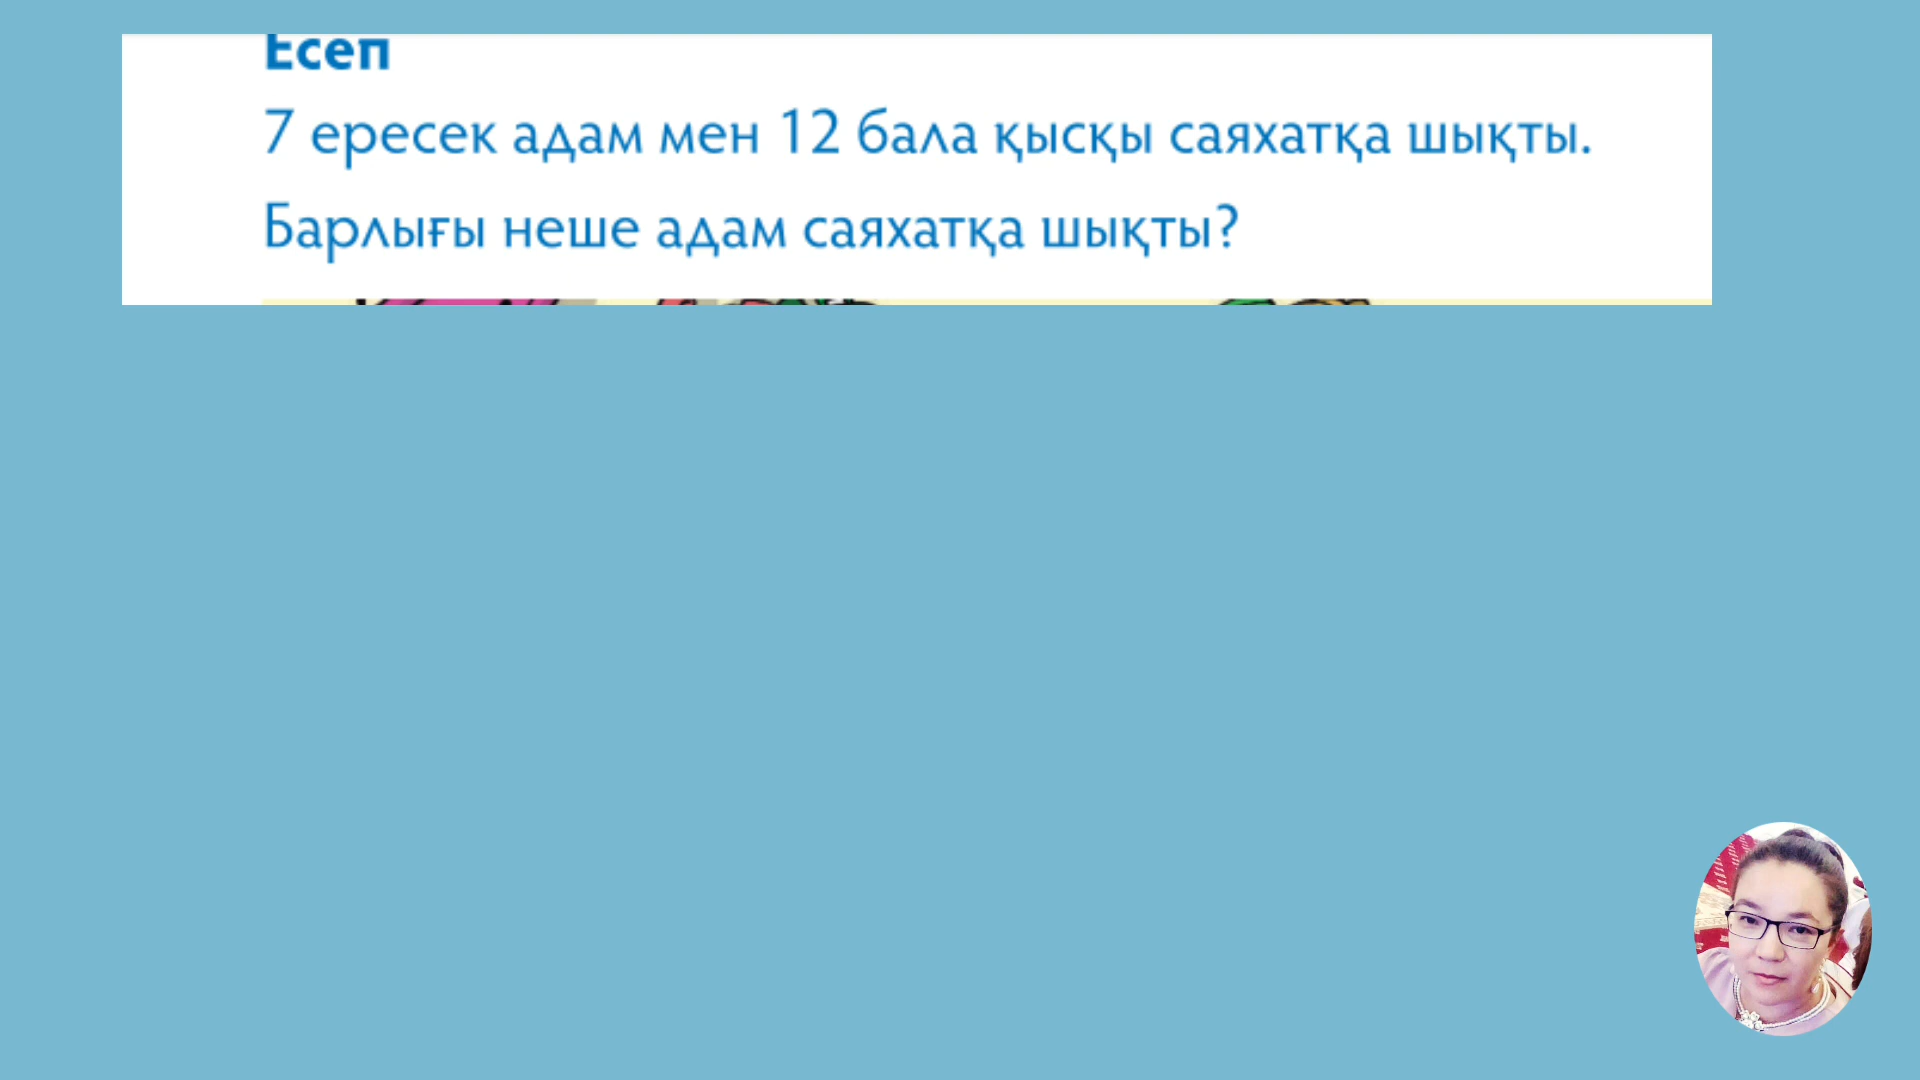 Есеп
7 ересек адам мен 12 бала қысқы саяхатқа шықты.
Барлығы неше адам саяхатқа шықты?